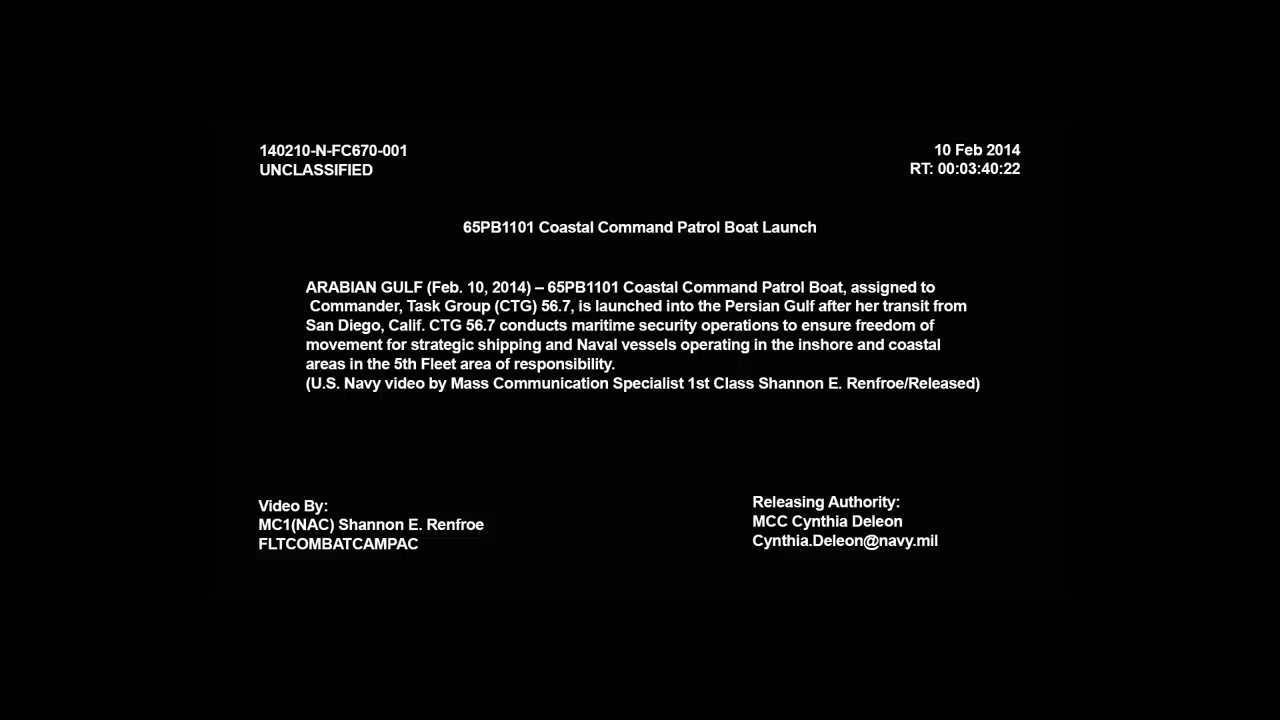 140210-N-FC670-001
UNCLASSIFIED
10 Feb 2014
RT: 00:03:40:22
65PB1101 Coastal Command Patrol Boat Launch
ARABIAN GULF (Feb. 10, 2014) – 65PB1101 Coastal Command Patrol Boat, assigned to
Commander, Task Group (CTG) 56.7, is launched into the Persian Gulf after her transit from
San Diego, Calif. CTG 56.7 conducts maritime security operations to ensure freedom of
movement for strategic shipping and Naval vessels operating in the inshore and coastal
areas in the 5th Fleet area of responsibility.
(U.S. Navy video by Mass Communication Specialist 1st Class Shannon E. Renfroe/Released)
Video By:
MC1(NAC) Shannon E. Renfroe
FLTCOMBATCAMPAC
Releasing Authority:
MCC Cynthia Deleon
Cynthia.Deleon@navy.mil